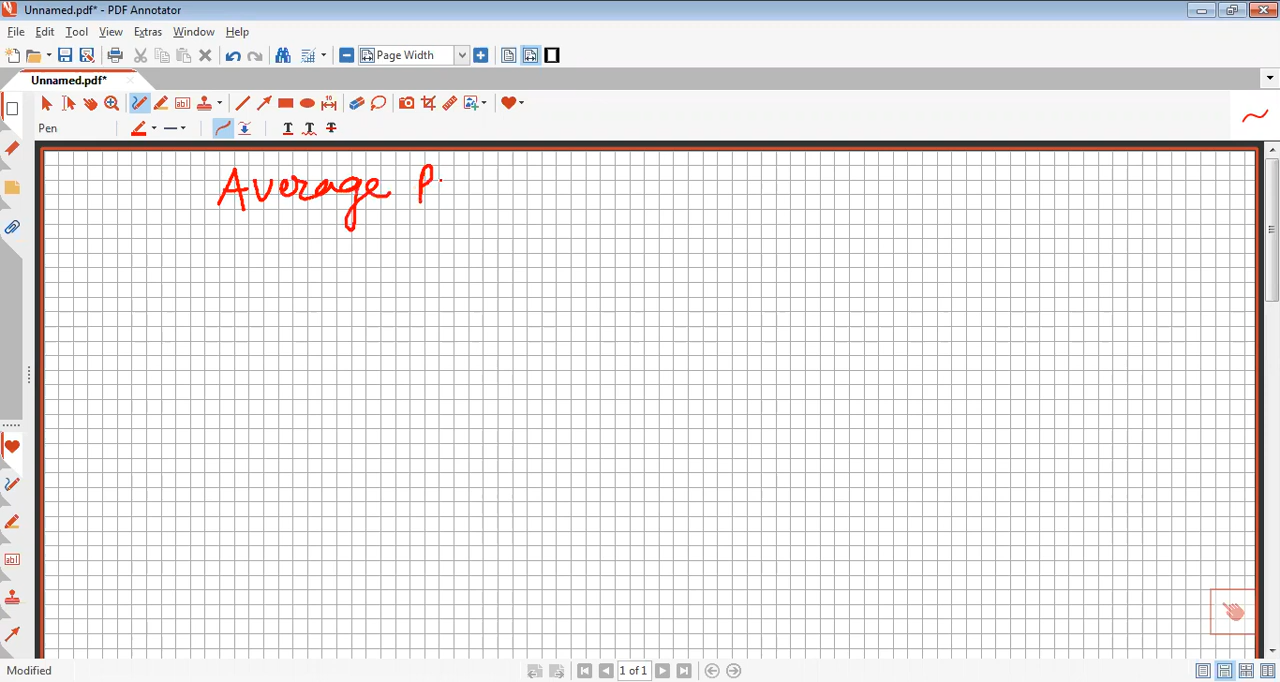 Unnamed.pdf* - PDF Annotator
File Edit Tool View Extras Window Help
Page Width
Unnamed.pdf*
Pen
Average P
1 of 1
Modified